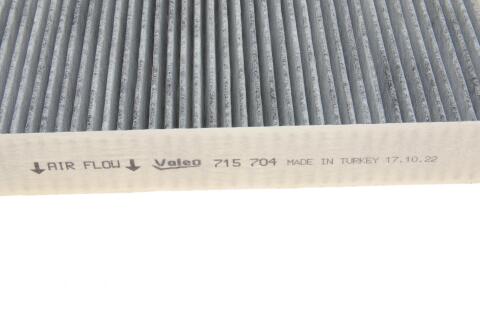 ↓AIR FLOW↓ Valeo 715 704 MADE IN TURKEY 17.10.22